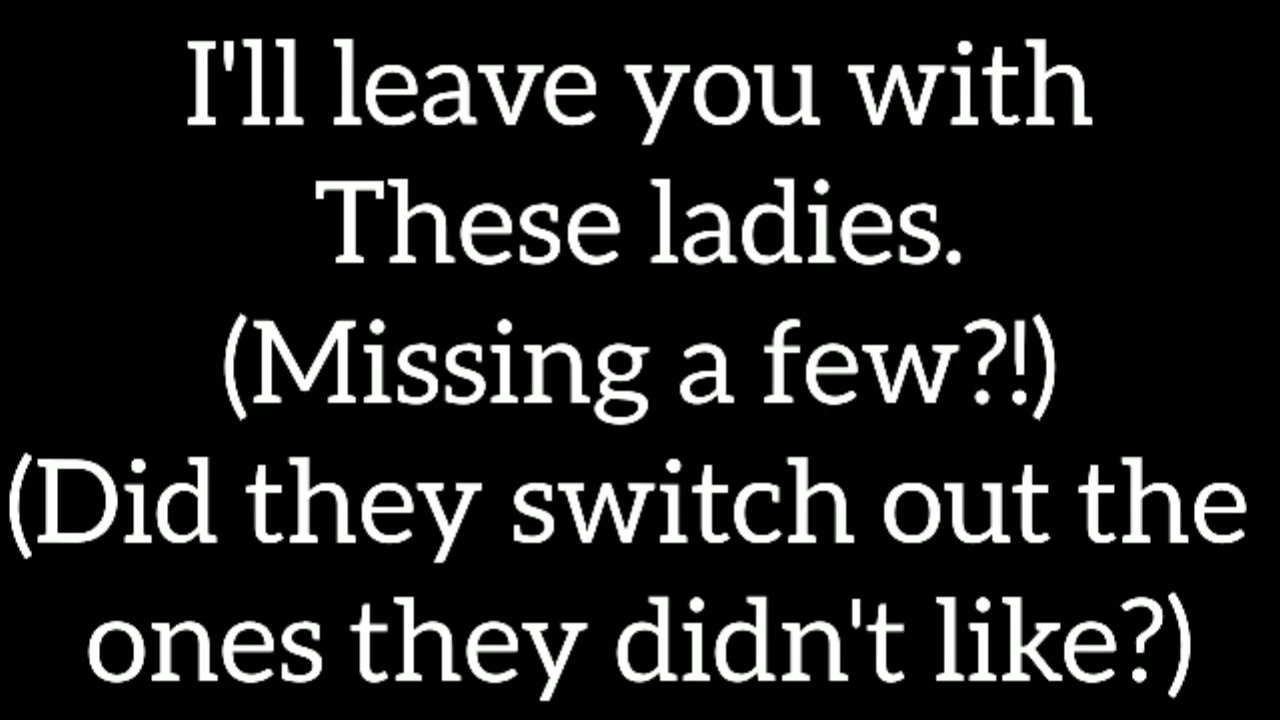 I'll leave you with
These ladies.
(Missing a few?!)
(Did they switch out the
ones they didn't like?)